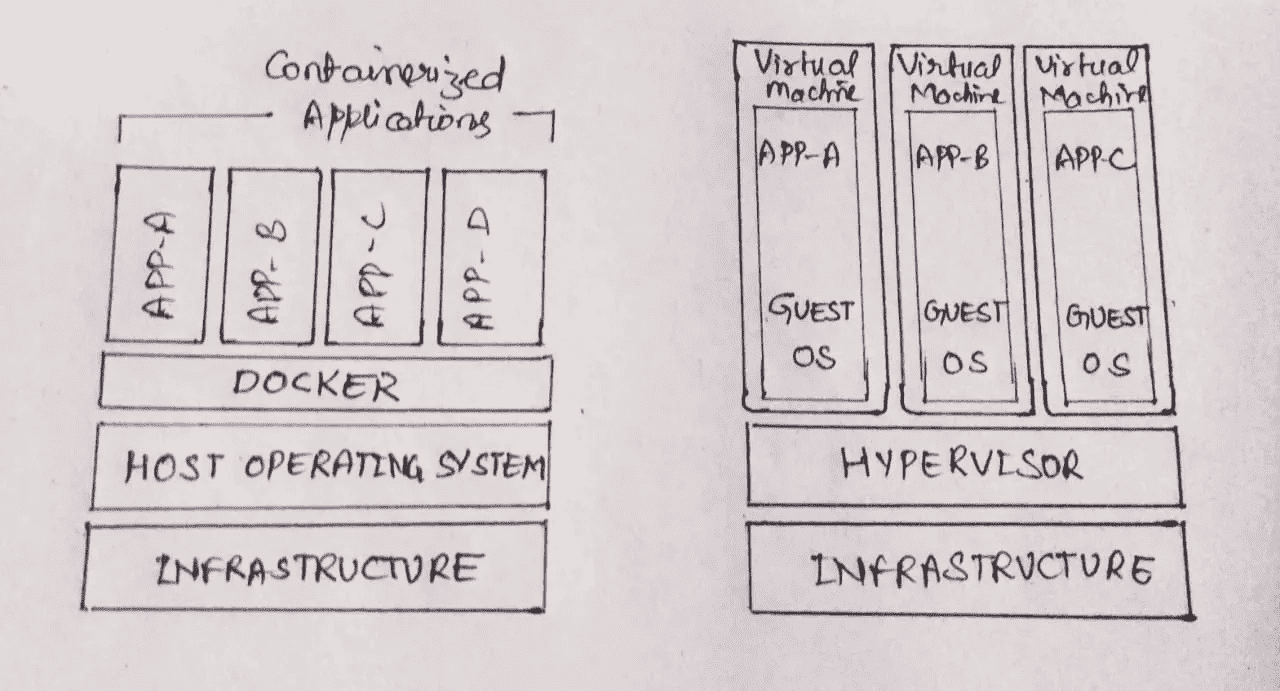 Containerized
Applications
APP-A
APP-B
APP-C
APP-D
DOCKER
HOST OPERATING SYSTEM
INFRASTRUCTURE
Virtual
Machine
APP-A
GUEST
OS
Virtual
Machine
APP-B
GUEST
OS
Virtual
Machine
APP-C
GUEST
OS
HYPERVISOR
INFRASTRUCTURE